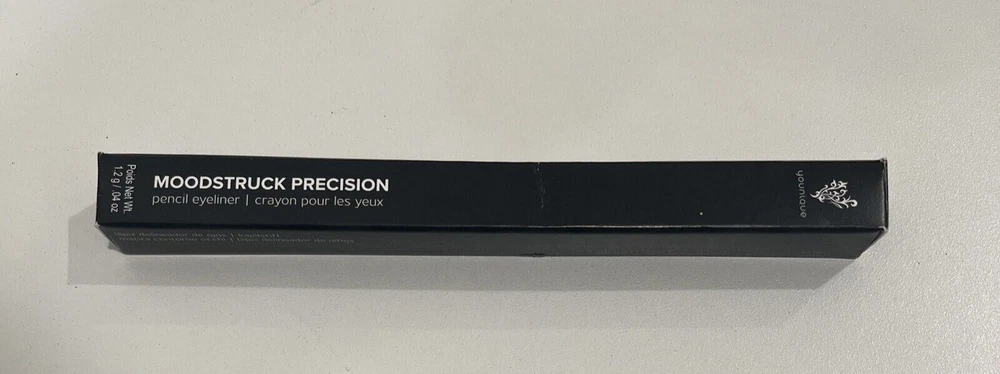 Poids Net Wt.
1.2 g / .04 oz
MOODSTRUCK PRECISION
pencil eyeliner | crayon pour les yeux
younique